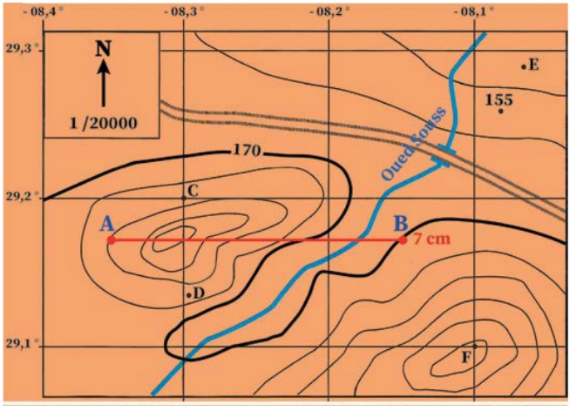 -08,4 -08,3 -08,2 -08,1
29,3°
E
N
155
1/20000
Oued Souss
170
29,2°
C
A
B
7 cm
D
29,1°
F